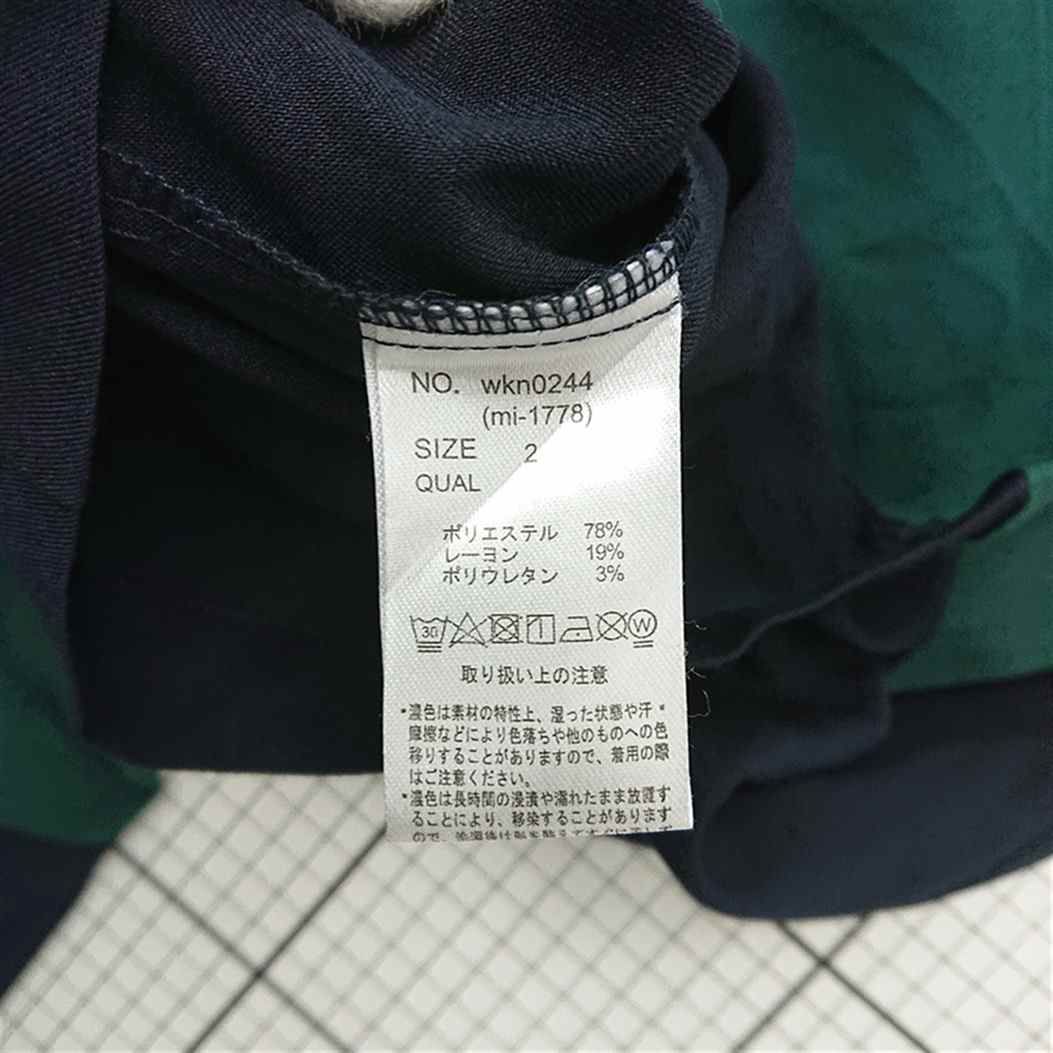 NO. wkn0244
(mi-1778)
SIZE 2
QUAL
ポリエステル 78%
レーヨン 19%
ポリウレタン 3%
30
W
取り扱い上の注意
*濃色は素材の特性上、湿った状態や汗・
摩擦などにより色落ちや他のものへの色
移りすることがありますので、着用の際
はご注意ください。
*濃色は長時間の浸漬や濡れたまま放置す
ることにより、移染することがあります
ので、